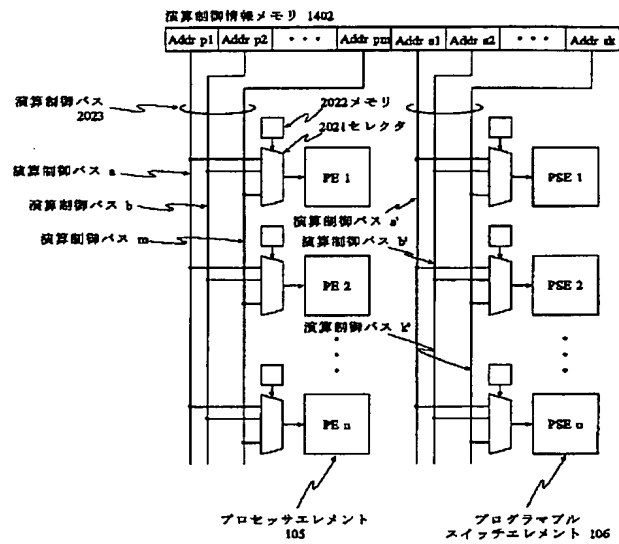 演算制御情報メモリ 1402
Addr p1 Addr p2 ・・・ Addr pm Addr s1 Addr s2 ・・・ Addr sk
演算制御バス
2023
2022メモリ
2021セレクタ
演算制御バス a
PE 1
PSE 1
演算制御バス b
演算制御バス a'
演算制御バス m
演算制御バス b'
PE 2
PSE 2
演算制御バス k'
PE n
PSE u
プロセッサエレメント
105
プログラマブル
スイッチエレメント 106